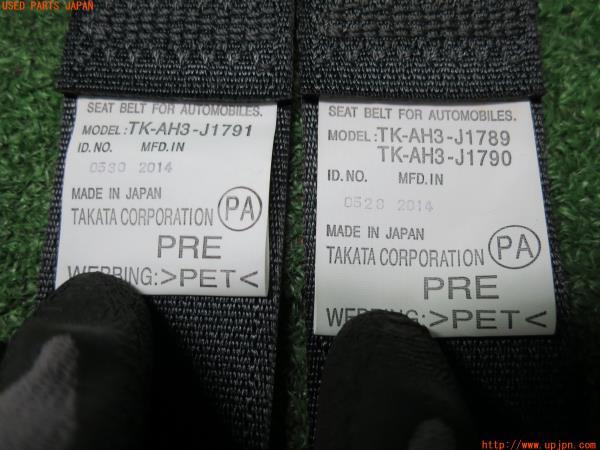 USED PARTS JAPAN
SEAT BELT FOR AUTOMOBILES.
MODEL:TK-AH3-J1791
ID.NO. MFD.IN
0530 2014
MADE IN JAPAN
TAKATA CORPORATION
PA
PRE
WEBBING:>PET<
SEAT BELT FOR AUTOMOBILES.
MODEL:TK-AH3-J1789
TK-AH3-J1790
ID.NO. MFD.IN
0528 2014
MADE IN JAPAN
TAKATA CORPORATION
PA
PRE
WEBBING:>PET<
http://www.upjpn.com/